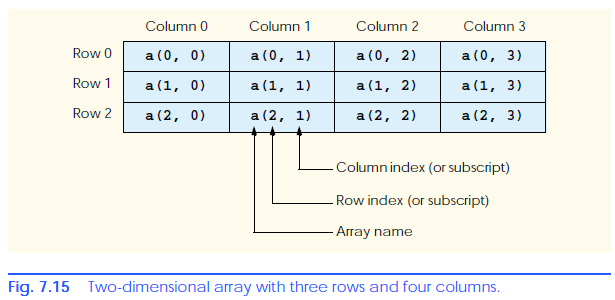 Column 0 Column 1 Column 2 Column 3
Row 0 a(0, 0) a(0, 1) a(0, 2) a(0, 3)
Row 1 a(1, 0) a(1, 1) a(1, 2) a(1, 3)
Row 2 a(2, 0) a(2, 1) a(2, 2) a(2, 3)
Column index (or subscript)
Row index (or subscript)
Array name
Fig. 7.15 Two-dimensional array with three rows and four columns.